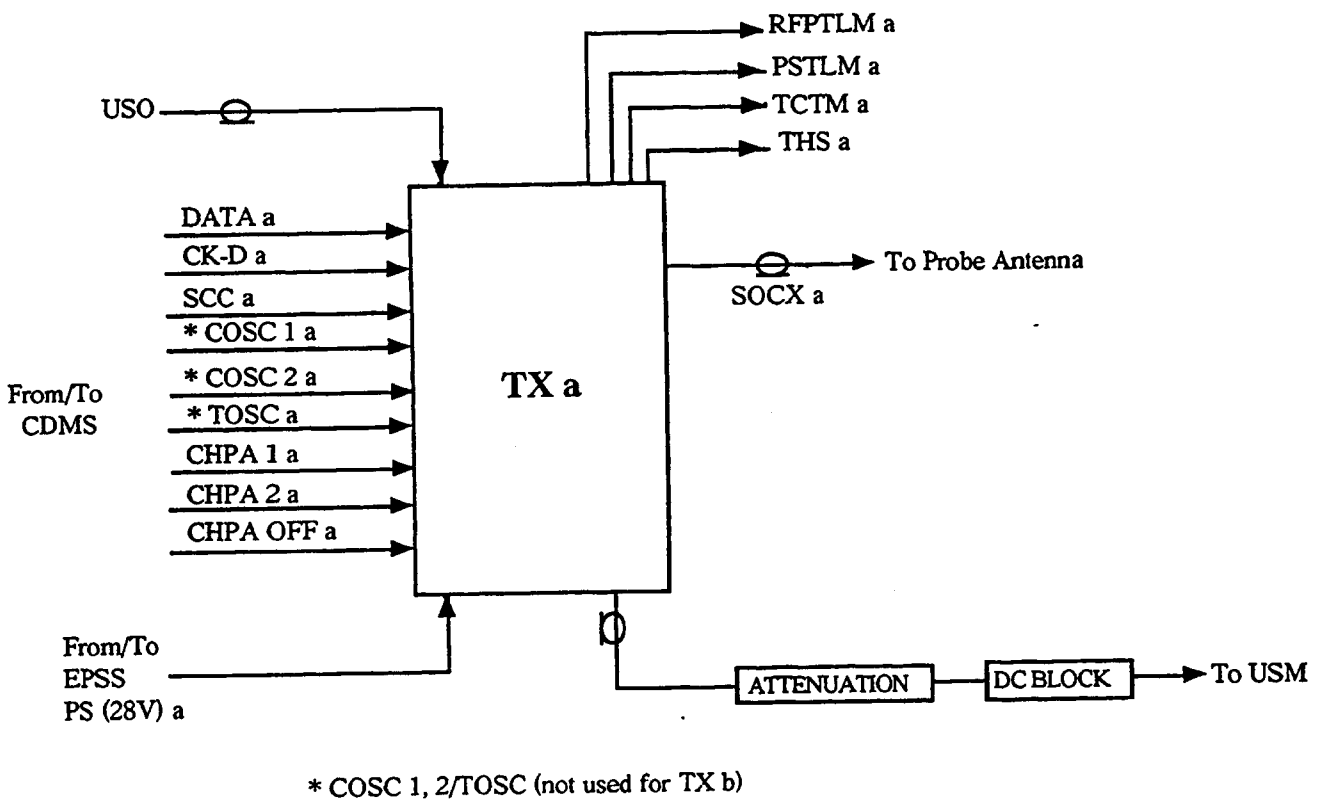 RFPTLM a
PSTLM a
TCTM a
THS a
USO
DATA a
CK-D a
SCC a
* COSC 1 a
* COSC 2 a
* TOSC a
CHPA 1 a
CHPA 2 a
CHPA OFF a
From/To
CDMS
TX a
To Probe Antenna
SOCX a
From/To
EPSS
PS (28V) a
ATTENUATION
DC BLOCK
To USM
* COSC 1, 2/TOSC (not used for TX b)